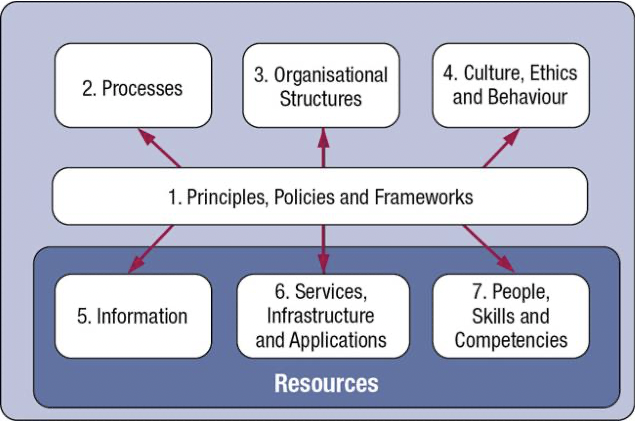 2. Processes
3. Organisational
Structures
4. Culture, Ethics
and Behaviour
1. Principles, Policies and Frameworks
5. Information
6. Services,
Infrastructure
and Applications
7. People,
Skills and
Competencies
Resources